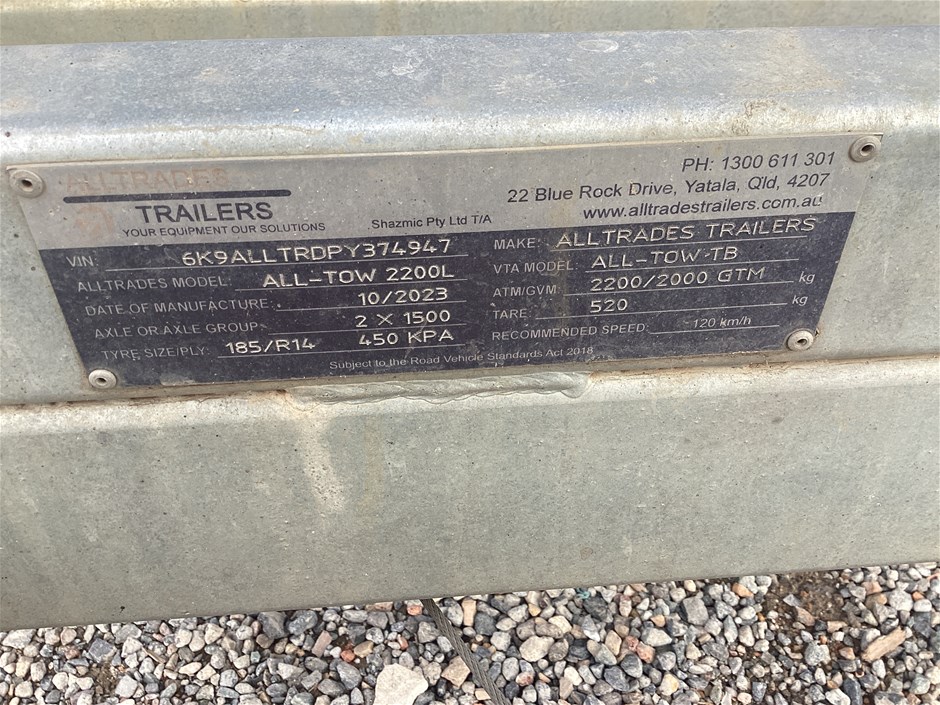 ALLTRADES
TRAILERS
YOUR EQUIPMENT OUR SOLUTIONS
Shazmic Pty Ltd T/A
PH: 1300 611 301
22 Blue Rock Drive, Yatala, Qld, 4207
www.alltradestrailers.com.au
VIN: 6K9ALLTRDPY374947
ALLTRADES MODEL: ALL-TOW 2200L
DATE OF MANUFACTURE: 10/2023
AXLE OR AXLE GROUP: 2 X 1500
TYRE SIZE/PLY: 185/R14 450 KPA
MAKE: ALLTRADES TRAILERS
VTA MODEL: ALL-TOW-TB
ATM/GVM: 2200/2000 GTM kg
TARE: 520 kg
RECOMMENDED SPEED: 120 km/h
Subject to the Road Vehicle Standards Act 2018